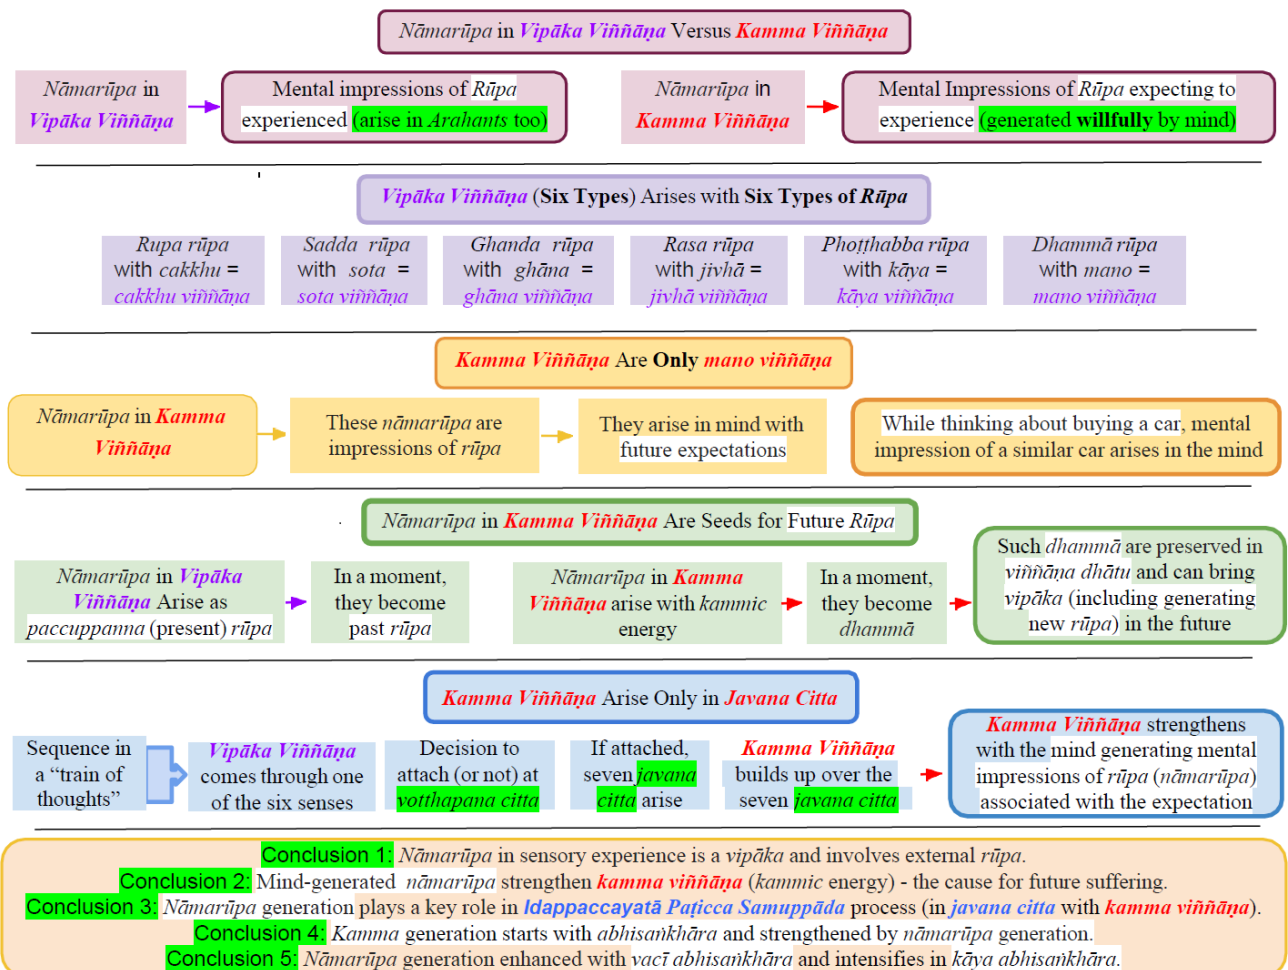 Nāmarūpa in Vipāka Viññāṇa Versus Kamma Viññāṇa
Nāmarūpa in
Vipāka Viññāṇa
Mental impressions of Rūpa
experienced (arise in Arahants too)
Nāmarūpa in
Kamma Viññāṇa
Mental Impressions of Rūpa expecting to
experience (generated willfully by mind)
Vipāka Viññāṇa (Six Types) Arises with Six Types of Rūpa
Rupa rūpa
with cakkhu =
cakkhu viññāṇa
Sadda rūpa
with sota =
sota viññāṇa
Ghanda rūpa
with ghāna =
ghāna viññāṇa
Rasa rūpa
with jivhā =
jivhā viññāṇa
Phoṭṭhabba rūpa
with kāya =
kāya viññāṇa
Dhammā rūpa
with mano =
mano viññāṇa
Kamma Viññāṇa Are Only mano viññāṇa
Nāmarūpa in Kamma
Viññāṇa
These nāmarūpa are
impressions of rūpa
They arise in mind with
future expectations
While thinking about buying a car, mental
impression of a similar car arises in the mind
Nāmarūpa in Kamma Viññāṇa Are Seeds for Future Rūpa
Nāmarūpa in Vipāka
Viññāṇa Arise as
paccuppanna (present) rūpa
In a moment,
they become
past rūpa
Nāmarūpa in Kamma
Viññāṇa arise with kammic
energy
In a moment,
they become
dhammā
Such dhammā are preserved in
viññāṇa dhātu and can bring
vipāka (including generating
new rūpa) in the future
Kamma Viññāṇa Arise Only in Javana Citta
Sequence in
a “train of
thoughts”
Vipāka Viññāṇa
comes through one
of the six senses
Decision to
attach (or not) at
votthapana citta
If attached,
seven javana
citta arise
Kamma Viññāṇa
builds up over the
seven javana citta
Kamma Viññāṇa strengthens
with the mind generating mental
impressions of rūpa (nāmarūpa)
associated with the expectation
Conclusion 1: Nāmarūpa in sensory experience is a vipāka and involves external rūpa.
Conclusion 2: Mind-generated nāmarūpa strengthen kamma viññāṇa (kammic energy) - the cause for future suffering.
Conclusion 3: Nāmarūpa generation plays a key role in Idappaccayatā Paṭicca Samuppāda process (in javana citta with kamma viññāṇa).
Conclusion 4: Kamma generation starts with abhisaṅkhāra and strengthened by nāmarūpa generation.
Conclusion 5: Nāmarūpa generation enhanced with vacī abhisaṅkhāra and intensifies in kāya abhisaṅkhāra.